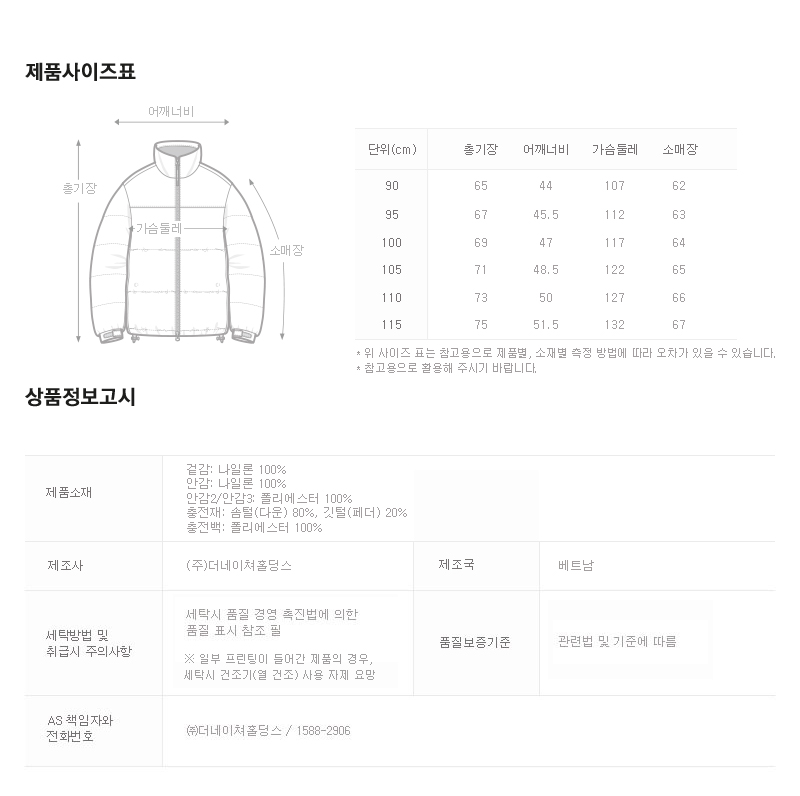 제품사이즈표
어깨너비
총기장
가슴둘레
소매장
단위(cm) 총기장 어깨너비 가슴둘레 소매장
90 65 44 107 62
95 67 45.5 112 63
100 69 47 117 64
105 71 48.5 122 65
110 73 50 127 66
115 75 51.5 132 67
* 위 사이즈 표는 참고용으로 제품별, 소재별 측정 방법에 따라 오차가 있을 수 있습니다.
* 참고용으로 활용해 주시기 바랍니다.
상품정보고시
제품소재
겉감: 나일론 100%
안감: 나일론 100%
안감2/안감3: 폴리에스터 100%
충전재: 솜털(다운) 80%, 깃털(페더) 20%
충전백: 폴리에스터 100%
제조사 (주)더네이쳐홀딩스 제조국 베트남
세탁방법 및
취급시 주의사항
세탁시 품질 경영 촉진법에 의한
품질 표시 참조 필
※ 일부 프린팅이 들어간 제품의 경우,
세탁시 건조기(열 건조) 사용 자제 요망
품질보증기준 관련법 및 기준에 따름
AS 책임자와
전화번호
㈜더네이쳐홀딩스 / 1588-2906